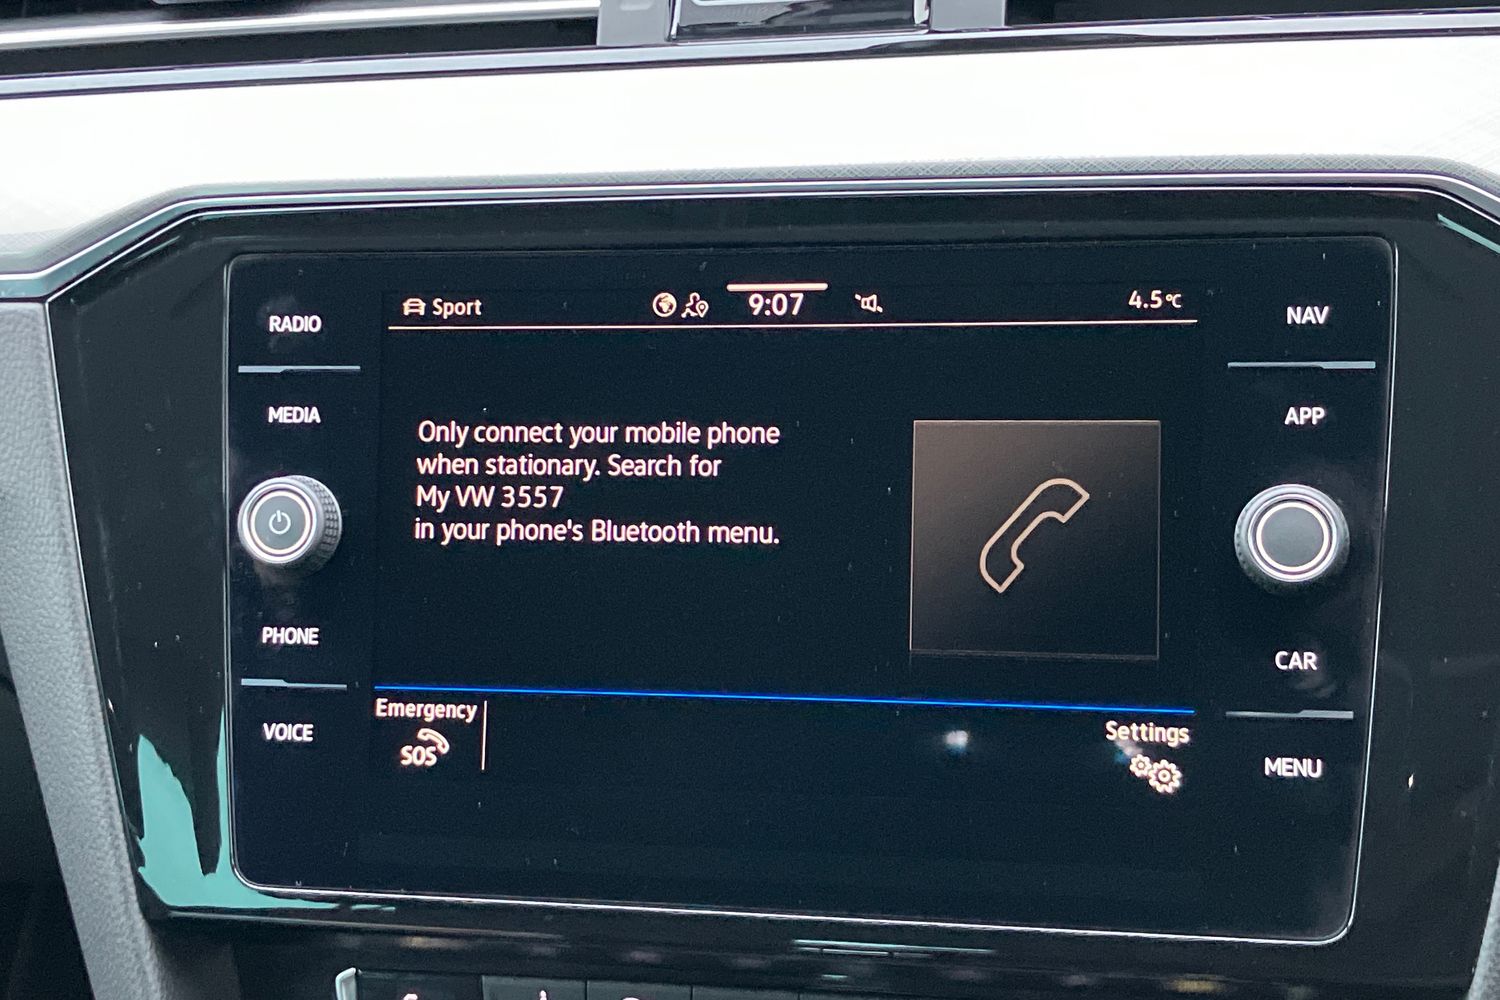 RADIO
MEDIA
PHONE
VOICE
Sport
9:07
4.5°C
Only connect your mobile phone
when stationary. Search for
My VW 3557
in your phone's Bluetooth menu.
Emergency
SOS
Settings
NAV
APP
CAR
MENU